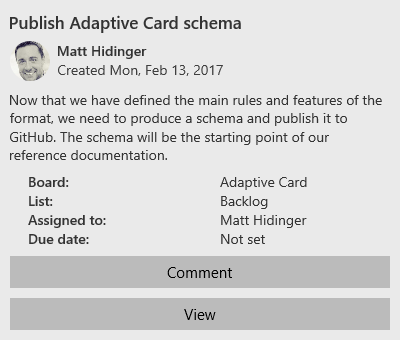 Publish Adaptive Card schema
Matt Hidinger
Created Mon, Feb 13, 2017
Now that we have defined the main rules and features of the
format, we need to produce a schema and publish it to
GitHub. The schema will be the starting point of our
reference documentation.
Board: Adaptive Card
List: Backlog
Assigned to: Matt Hidinger
Due date: Not set
Comment
View